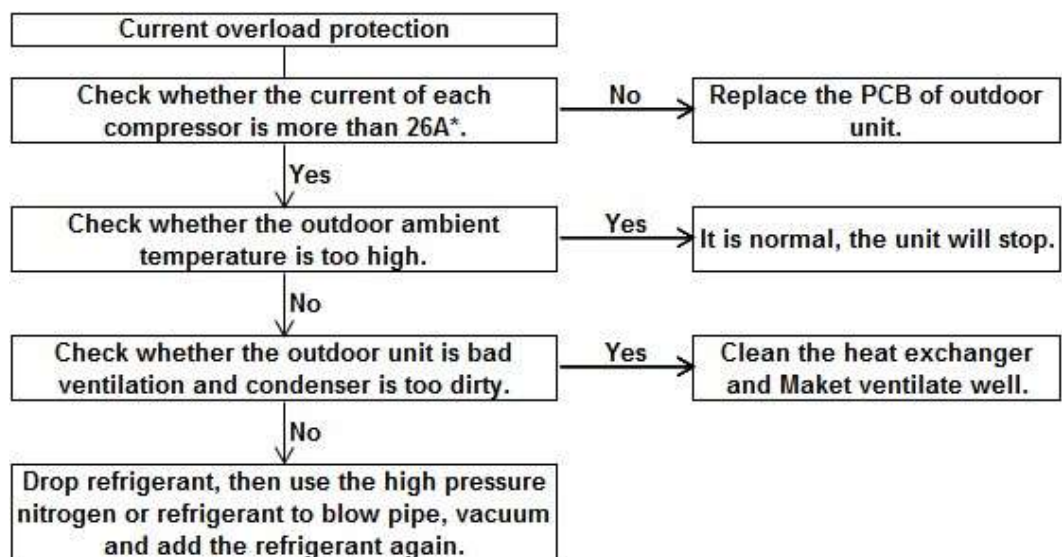 Current overload protection
Check whether the current of each
compressor is more than 26A*.
No
Replace the PCB of outdoor
unit.
Yes
Check whether the outdoor ambient
temperature is too high.
Yes
It is normal, the unit will stop.
No
Check whether the outdoor unit is bad
ventilation and condenser is too dirty.
Yes
Clean the heat exchanger
and Maket ventilate well.
No
Drop refrigerant, then use the high pressure
nitrogen or refrigerant to blow pipe, vacuum
and add the refrigerant again.